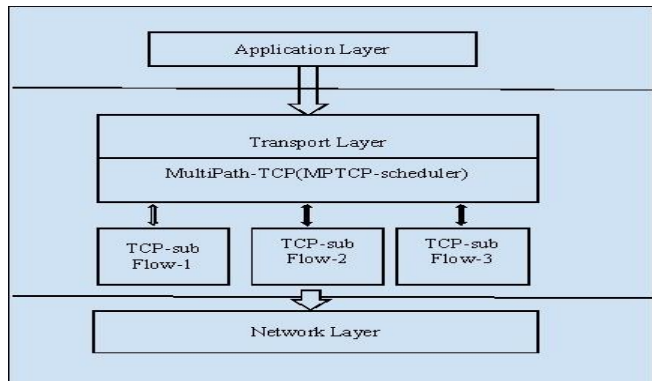 Application Layer
Transport Layer
MultiPath-TCP(MPTCP-scheduler)
TCP-sub
Flow-1
TCP-sub
Flow-2
TCP-sub
Flow-3
Network Layer